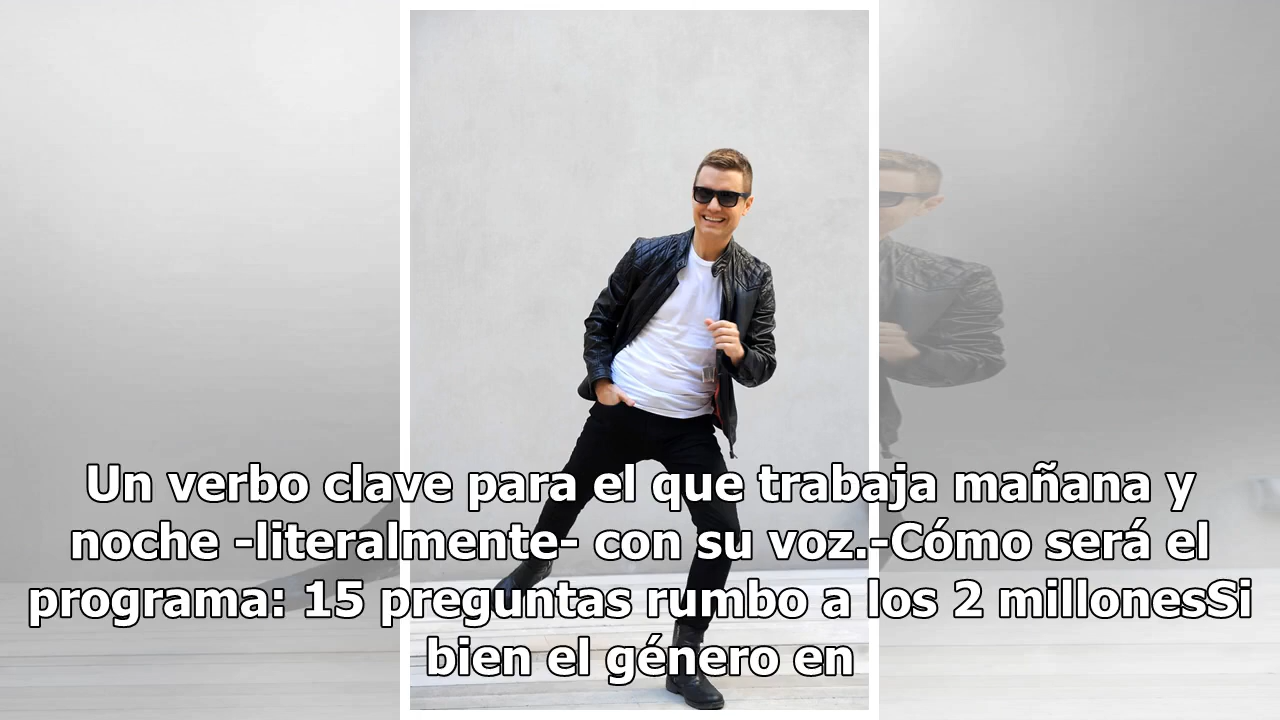 Un verbo clave para el que trabaja mañana y
noche -literalmente- con su voz.-Cómo será el
programa: 15 preguntas rumbo a los 2 millonesSi
bien el género en